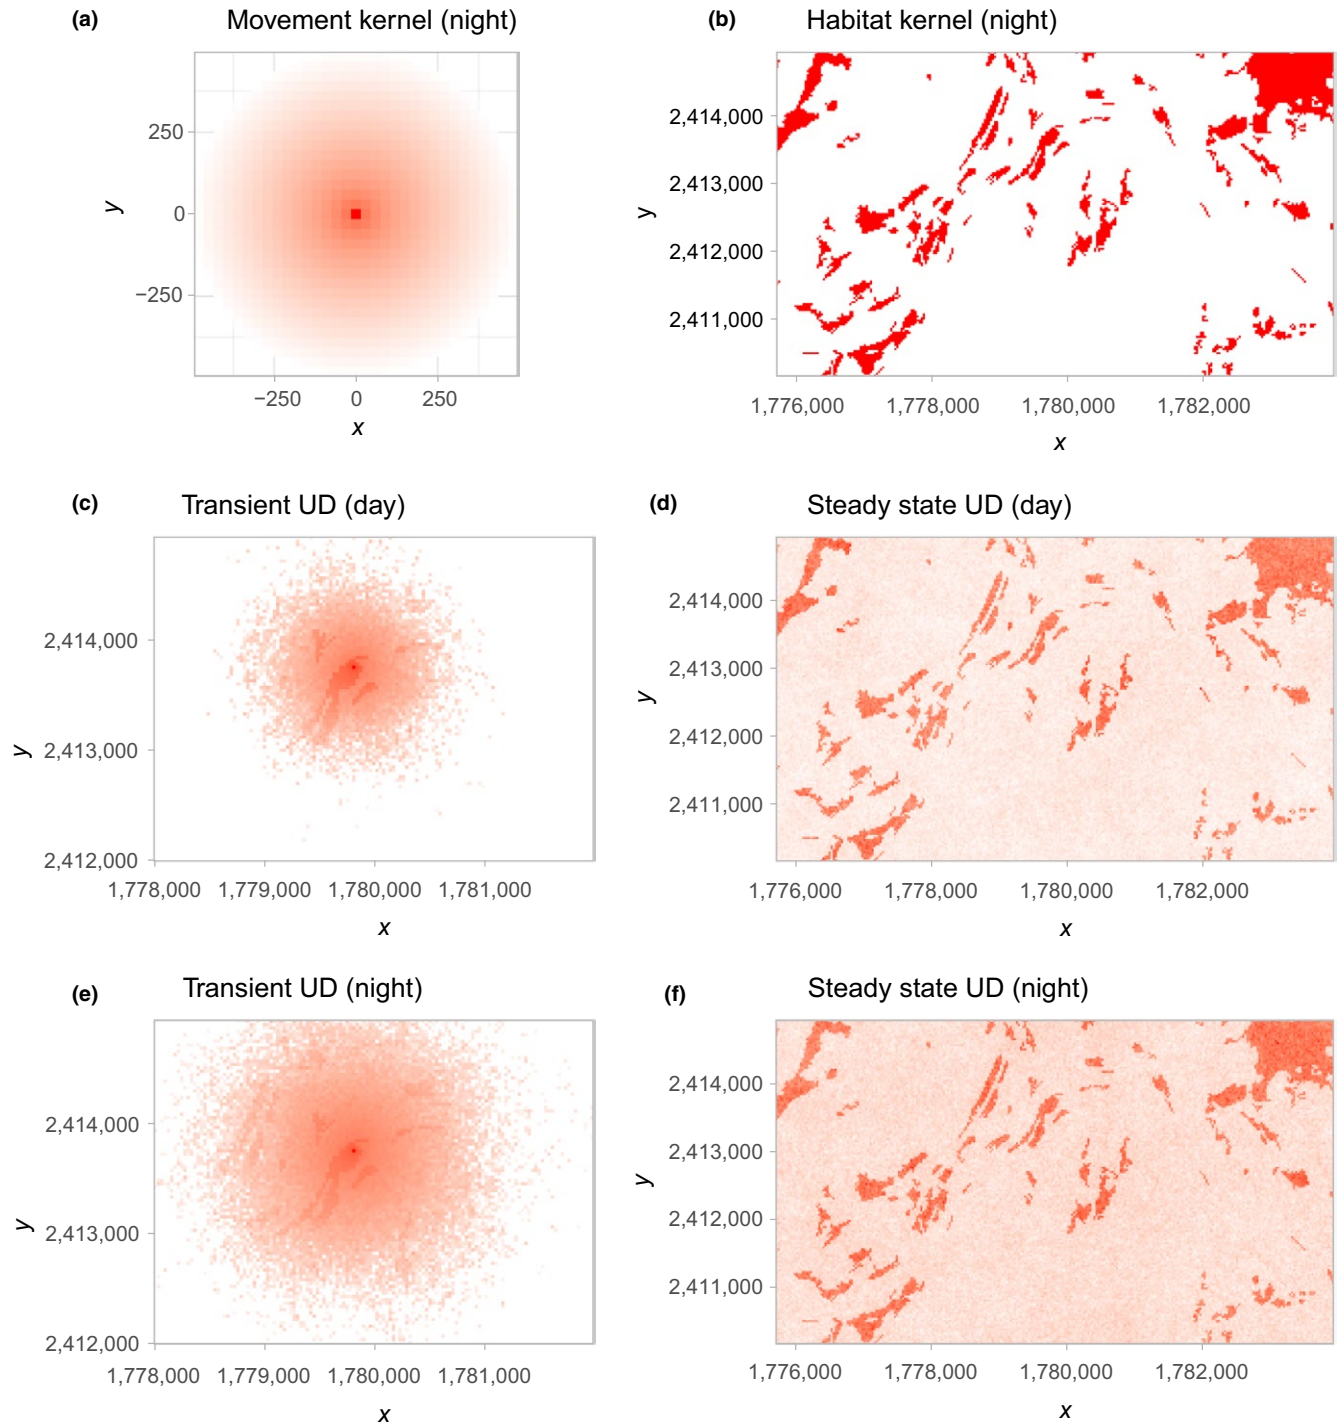 (a) Movement kernel (night)
250
0
−250
y
−250 0 250
x
(b) Habitat kernel (night)
2,414,000
2,413,000
2,412,000
2,411,000
y
1,776,000 1,778,000 1,780,000 1,782,000
x
(c) Transient UD (day)
2,414,000
2,413,000
2,412,000
y
1,778,000 1,779,000 1,780,000 1,781,000
x
(d) Steady state UD (day)
2,414,000
2,413,000
2,412,000
2,411,000
y
1,776,000 1,778,000 1,780,000 1,782,000
x
(e) Transient UD (night)
2,414,000
2,413,000
2,412,000
y
1,778,000 1,779,000 1,780,000 1,781,000
x
(f) Steady state UD (night)
2,414,000
2,413,000
2,412,000
2,411,000
y
1,776,000 1,778,000 1,780,000 1,782,000
x